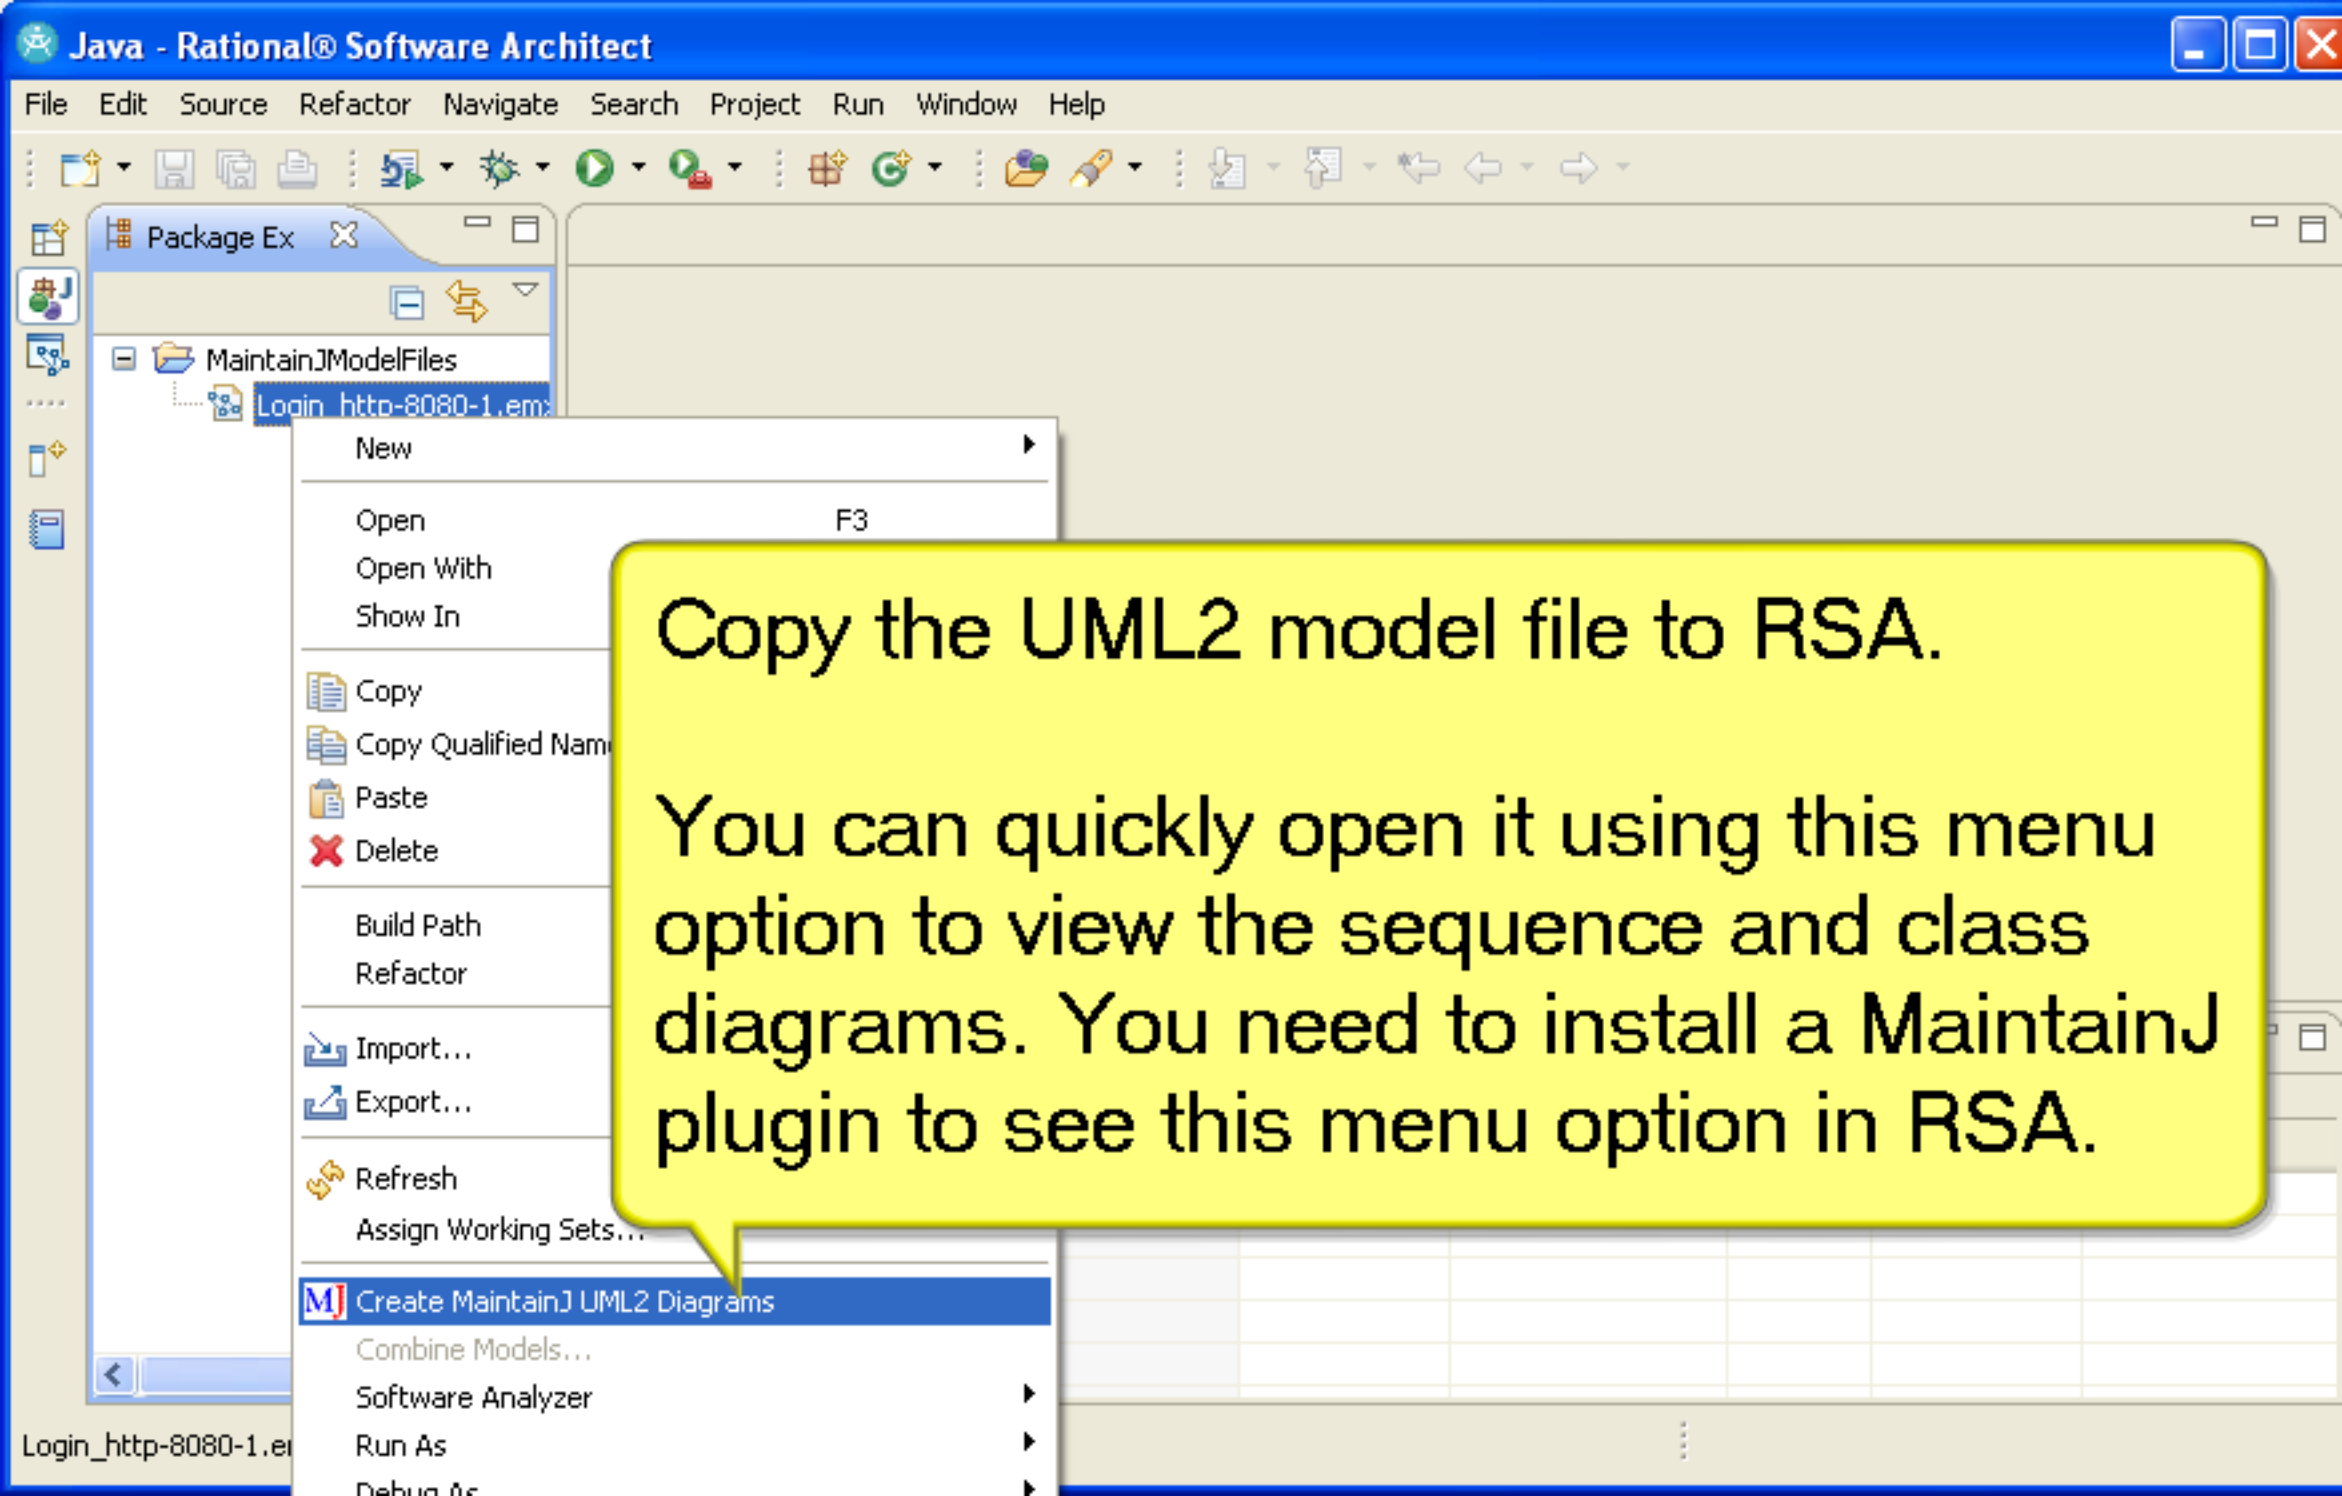 Java - Rational® Software Architect
File Edit Source Refactor Navigate Search Project Run Window Help
Package Ex
MaintainJModelFiles
Login_http-8080-1.em
New
Open F3
Open With
Show In
Copy
Copy Qualified Nam
Paste
Delete
Build Path
Refactor
Import...
Export...
Refresh
Assign Working Sets...
MJ Create MaintainJ UML2 Diagrams
Combine Models...
Software Analyzer
Run As
Debug As
Copy the UML2 model file to RSA.
You can quickly open it using this menu
option to view the sequence and class
diagrams. You need to install a MaintainJ
plugin to see this menu option in RSA.
Login_http-8080-1.e